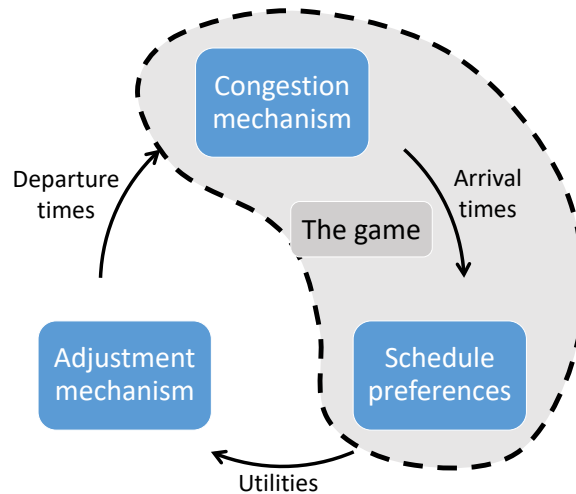 Congestion
mechanism
Departure
times
Arrival
times
The game
Adjustment
mechanism
Schedule
preferences
Utilities